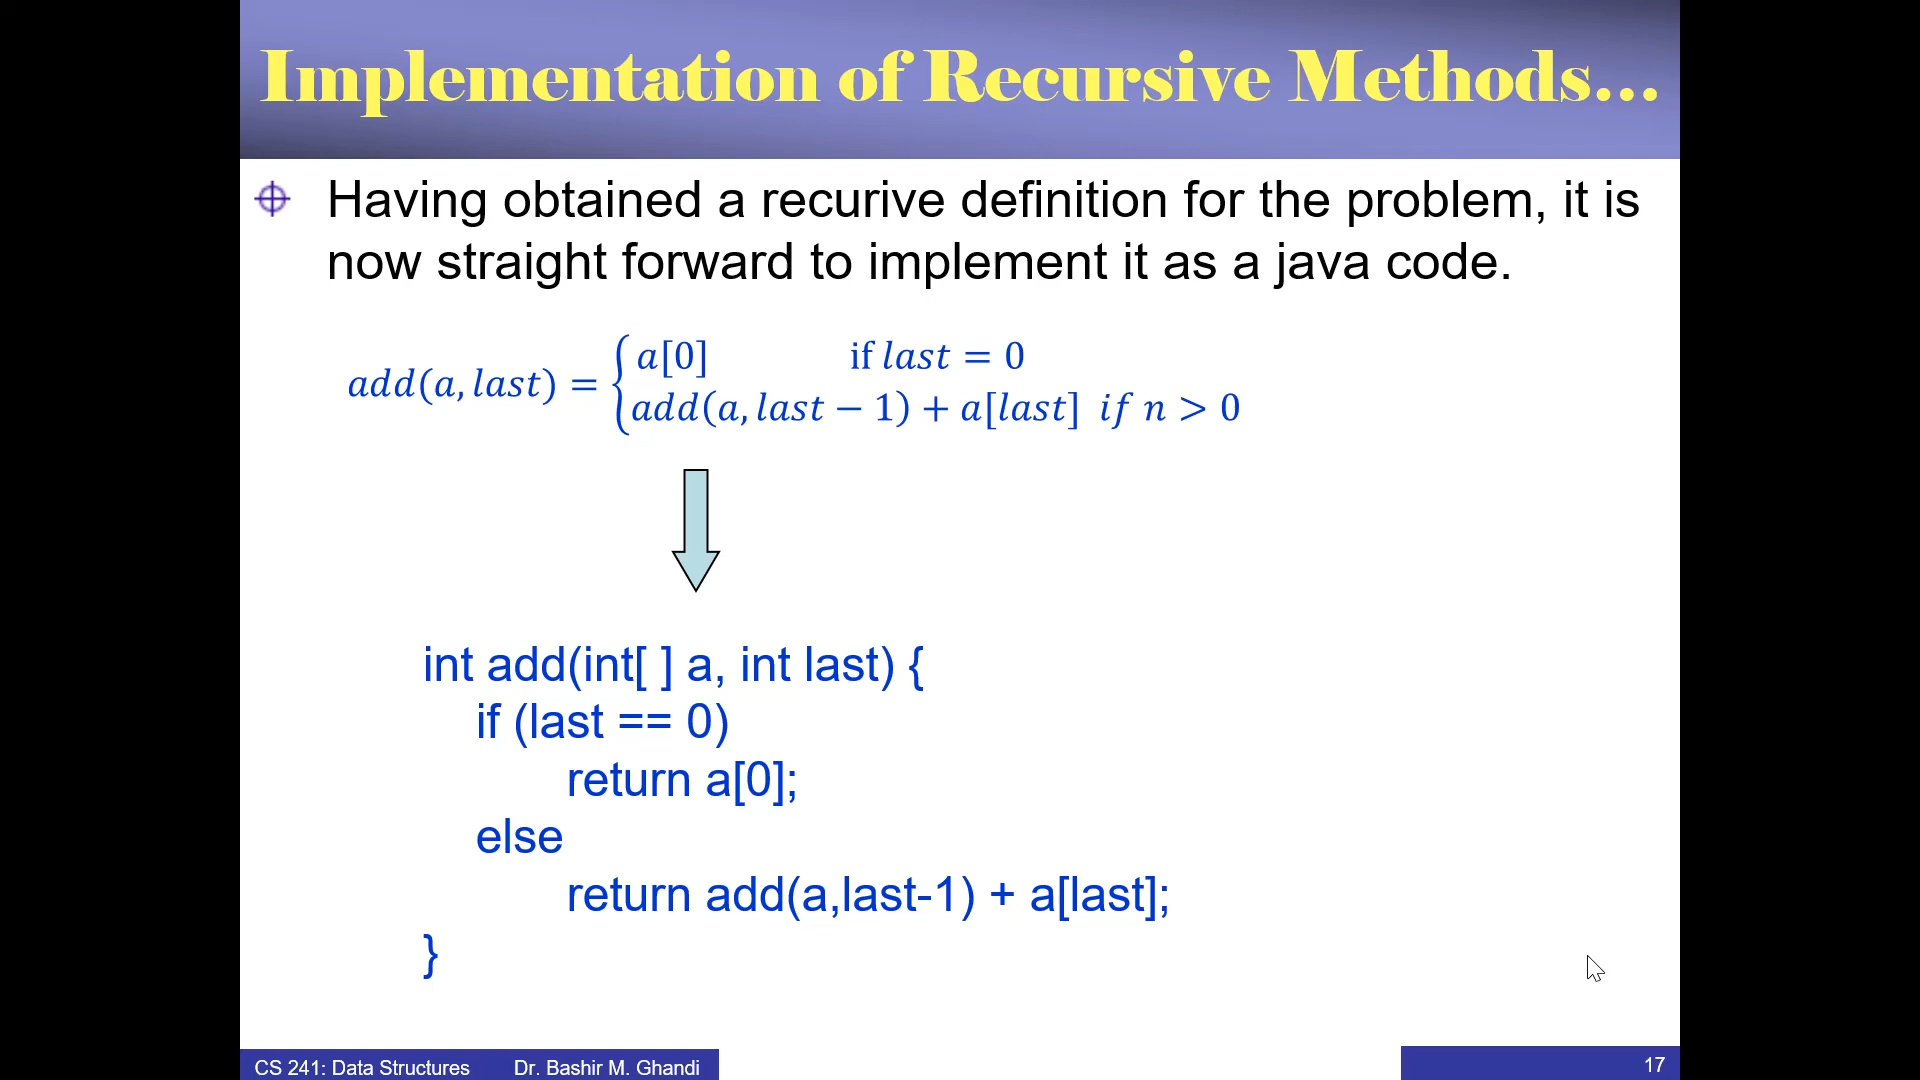 Implementation of Recursive Methods...
Having obtained a recurive definition for the problem, it is
now straight forward to implement it as a java code.
add(a, last) = { a[0] if last = 0
add(a, last − 1) + a[last] if n > 0
int add(int[ ] a, int last) {
if (last == 0)
return a[0];
else
return add(a,last-1) + a[last];
}
CS 241: Data Structures Dr. Bashir M. Ghandi
17